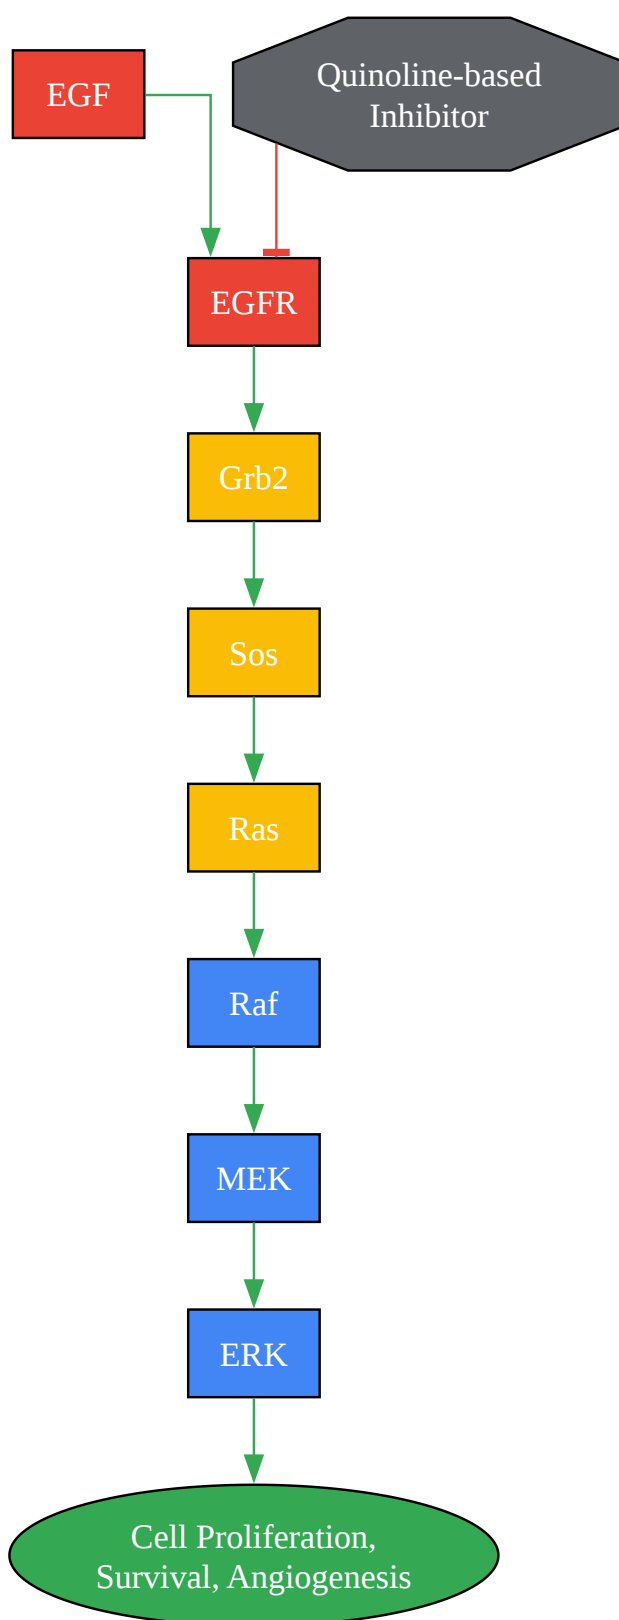 EGF
Quinoline-based
Inhibitor
EGFR
Grb2
Sos
Ras
Raf
MEK
ERK
Cell Proliferation,
Survival, Angiogenesis